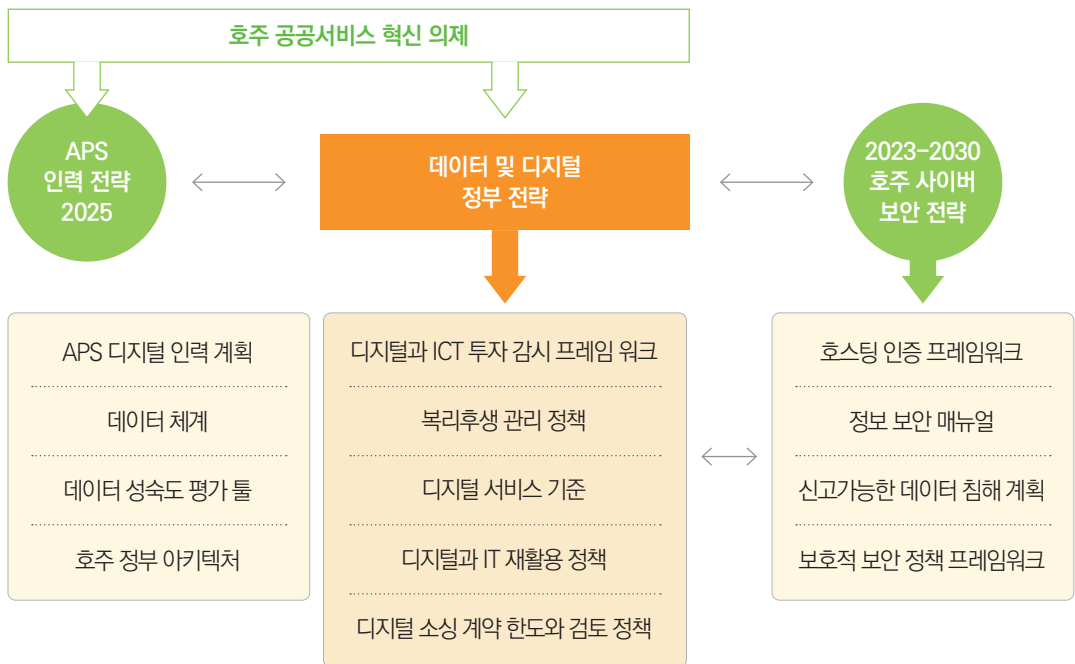 호주 공공서비스 혁신 의제
APS
인력 전략
2025
데이터 및 디지털
정부 전략
2023-2030
호주 사이버
보안 전략
APS 디지털 인력 계획
데이터 체계
데이터 성숙도 평가 툴
호주 정부 아키텍처
디지털과 ICT 투자 감시 프레임 워크
복리후생 관리 정책
디지털 서비스 기준
디지털과 IT 재활용 정책
디지털 소싱 계약 한도와 검토 정책
호스팅 인증 프레임워크
정보 보안 매뉴얼
신고가능한 데이터 침해 계획
보호적 보안 정책 프레임워크